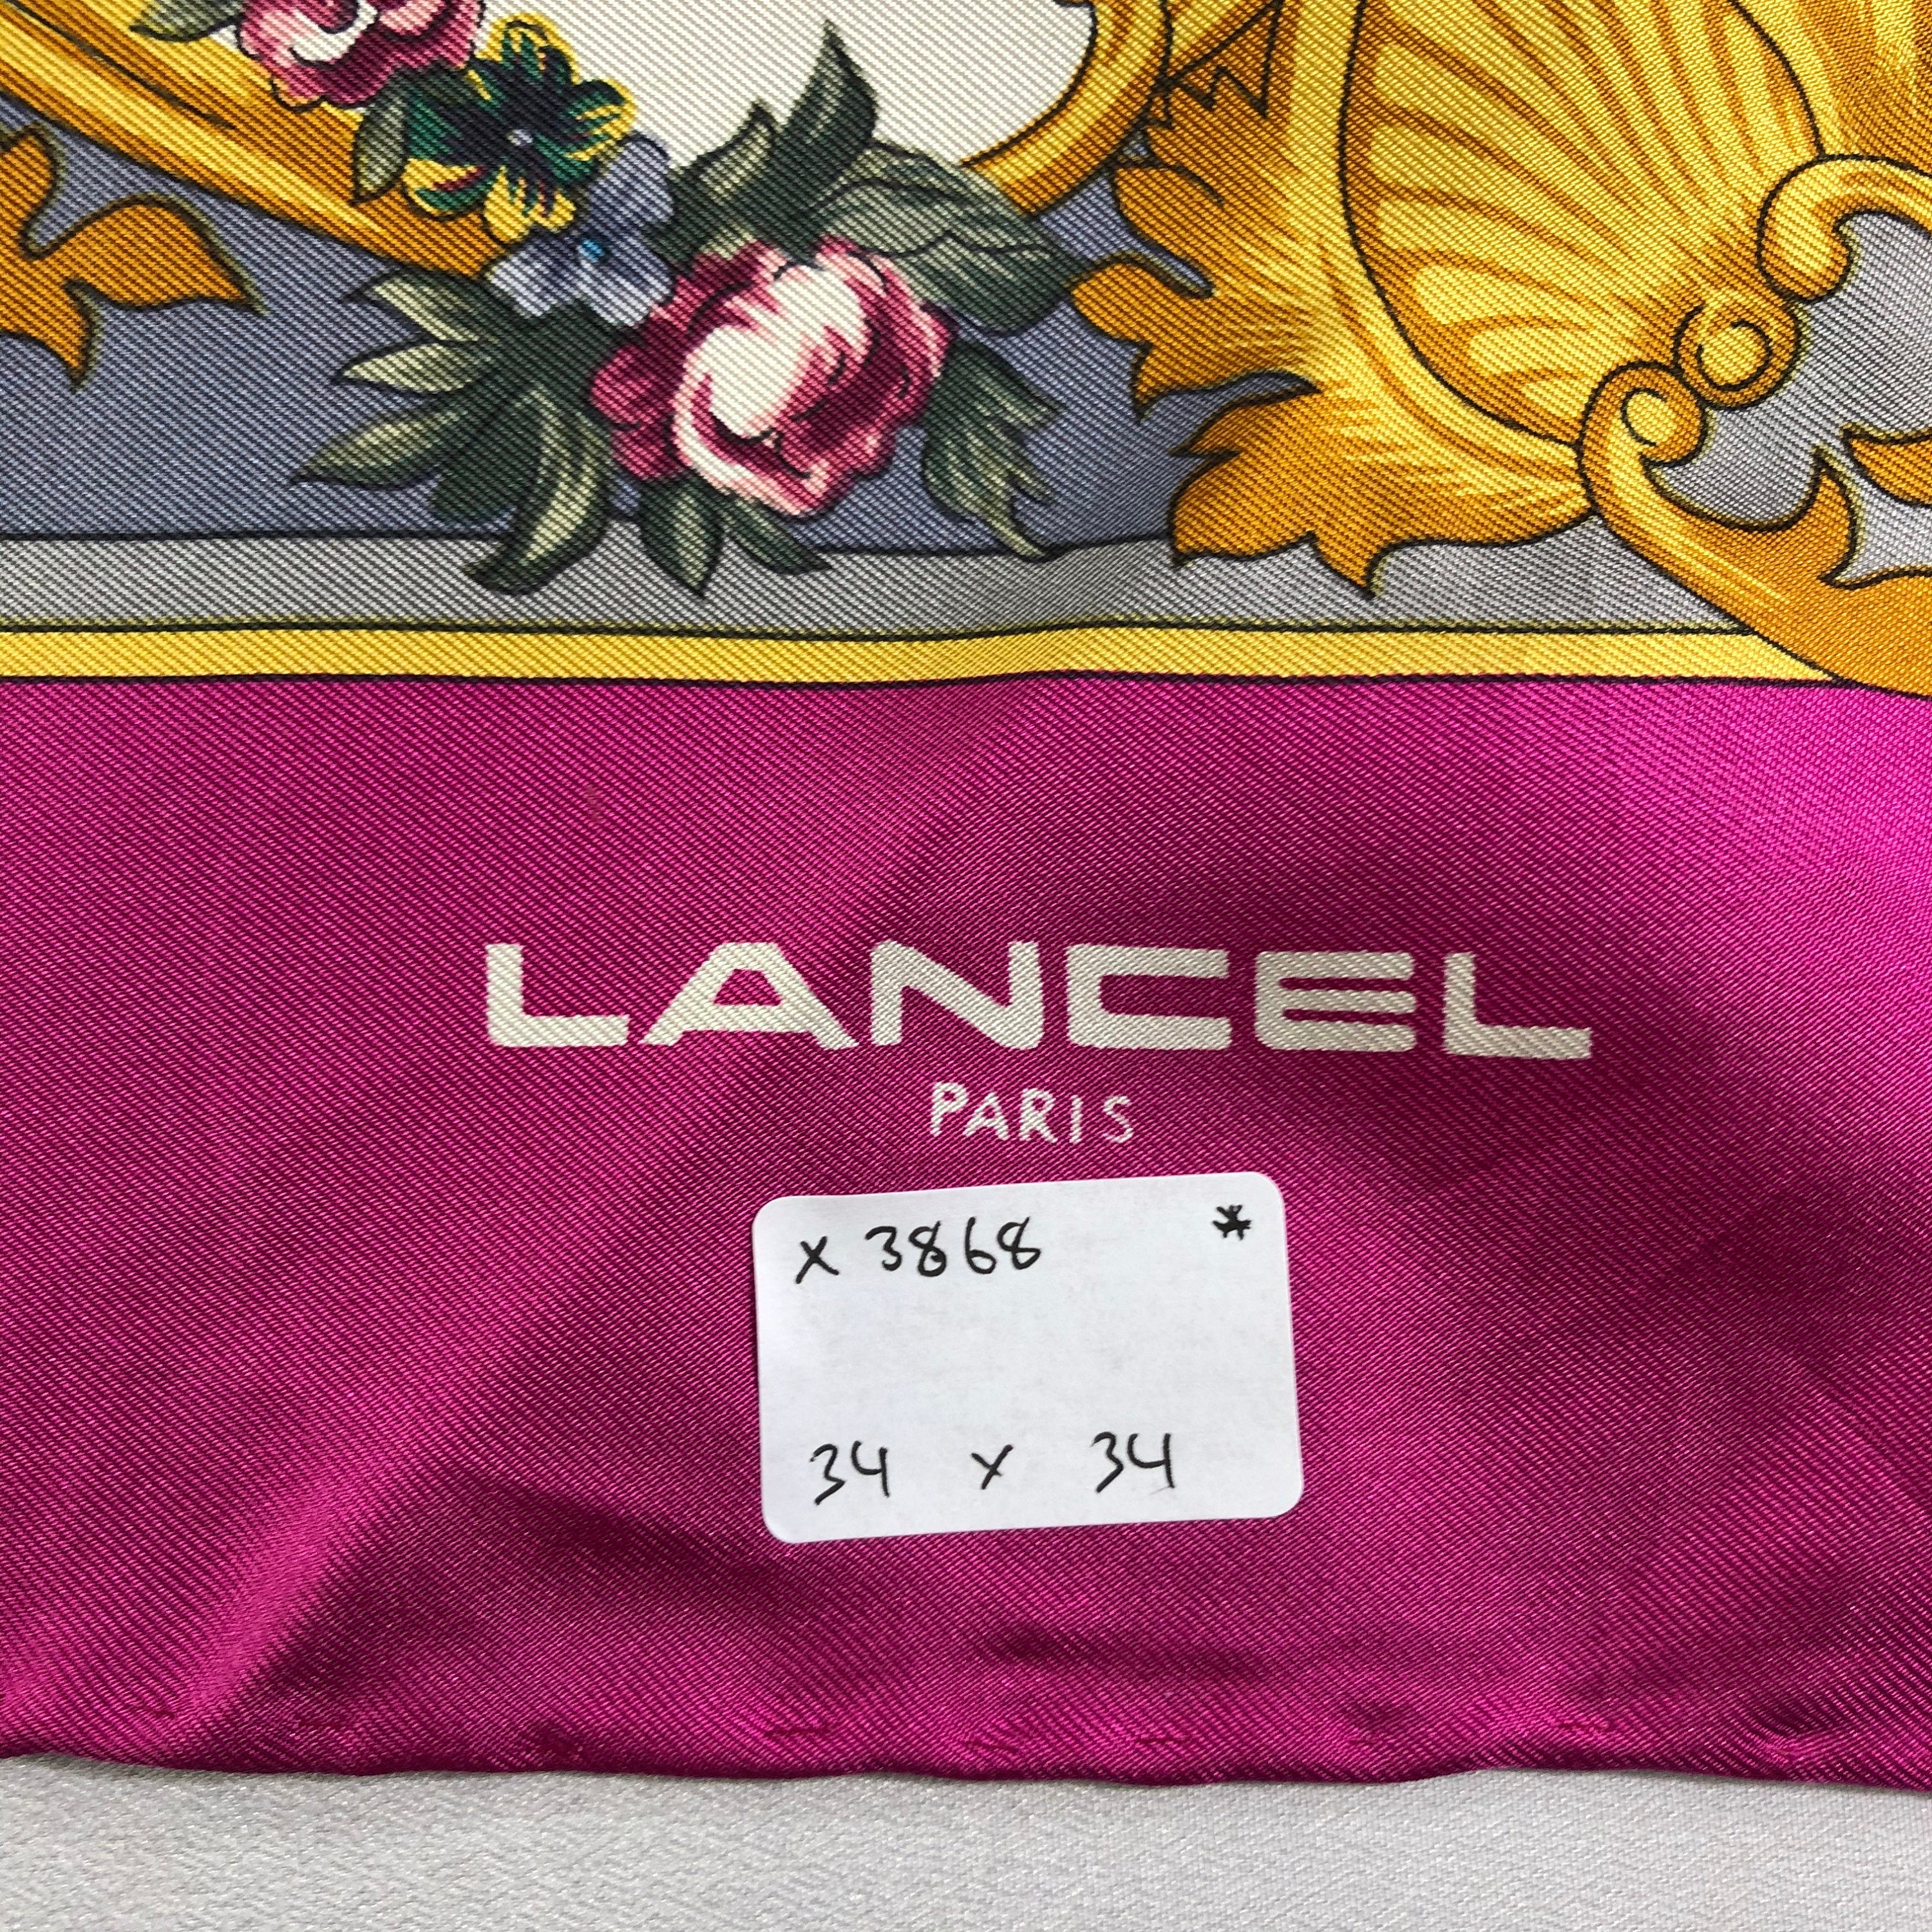 LANCEL
PARIS
x 3868 *
34 x 34